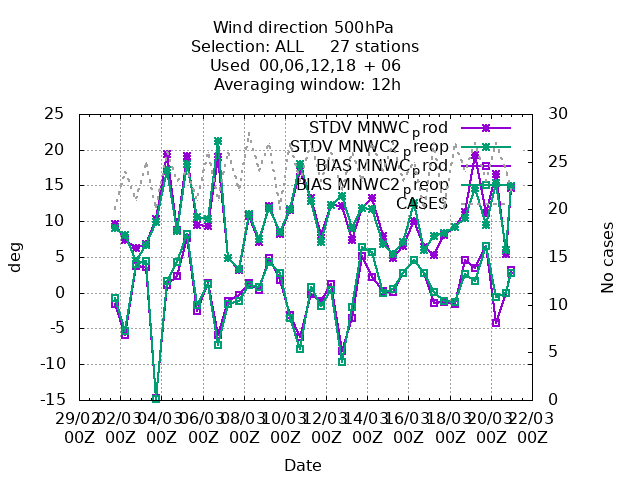 Wind direction 500hPa
Selection: ALL 27 stations
Used 00,06,12,18 + 06
Averaging window: 12h
25
20
15
10
5
0
-5
-10
-15
30
25
20
15
10
5
0
deg
No cases
STDV MNWCprod
STDV MNWC2preop
BIAS MNWCprod
BIAS MNWC2preop
CASES
29/02 02/03 04/03 06/03 08/03 10/03 12/03 14/03 16/03 18/03 20/03 22/03
00Z 00Z 00Z 00Z 00Z 00Z 00Z 00Z 00Z 00Z 00Z 00Z
Date